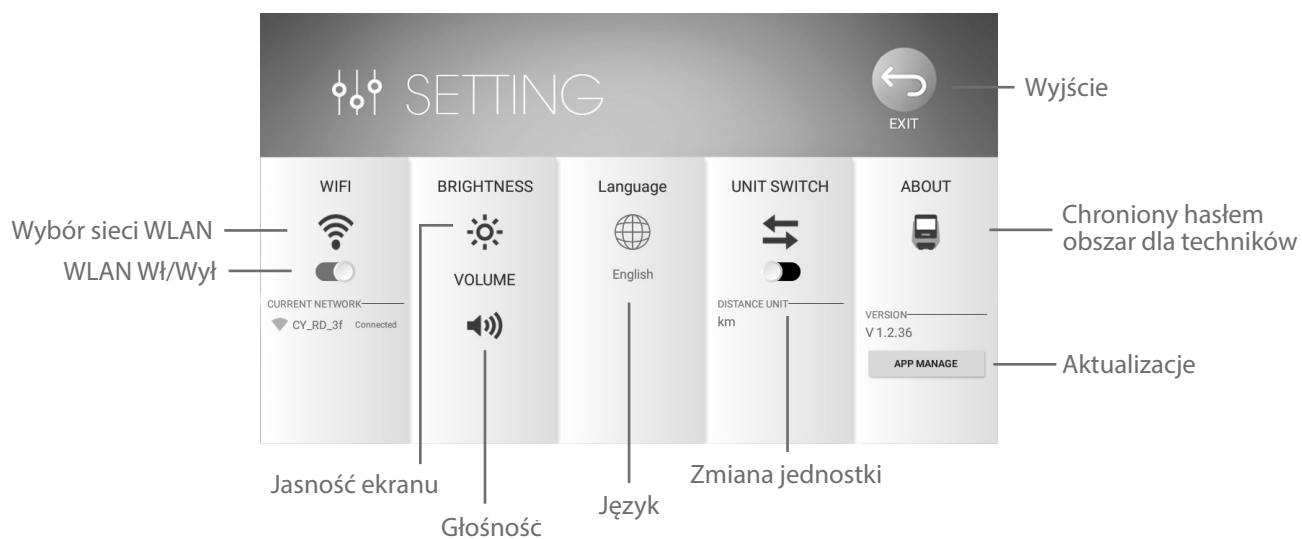 SETTING
EXIT
Wyjście
WIFI
BRIGHTNESS
Language
UNIT SWITCH
ABOUT
Wybór sieci WLAN
WLAN Wł/Wył
Chroniony hasłem
obszar dla techników
VOLUME
English
CURRENT NETWORK
CY_RD_3f Connected
DISTANCE UNIT
km
VERSION
V 1.2.36
APP MANAGE
Aktualizacje
Jasność ekranu
Głośność
Język
Zmiana jednostki